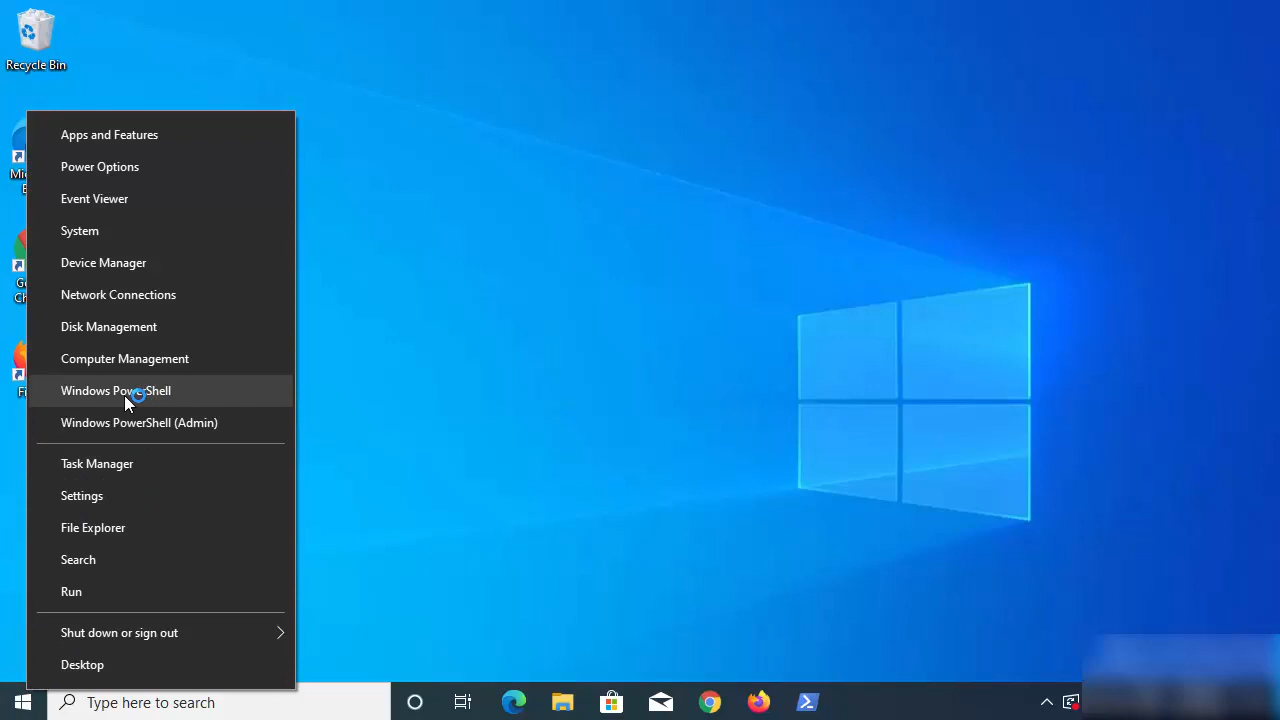 Recycle Bin
Apps and Features
Power Options
Event Viewer
System
Device Manager
Network Connections
Disk Management
Computer Management
Windows PowerShell
Windows PowerShell (Admin)
Task Manager
Settings
File Explorer
Search
Run
Shut down or sign out
Desktop
Type here to search